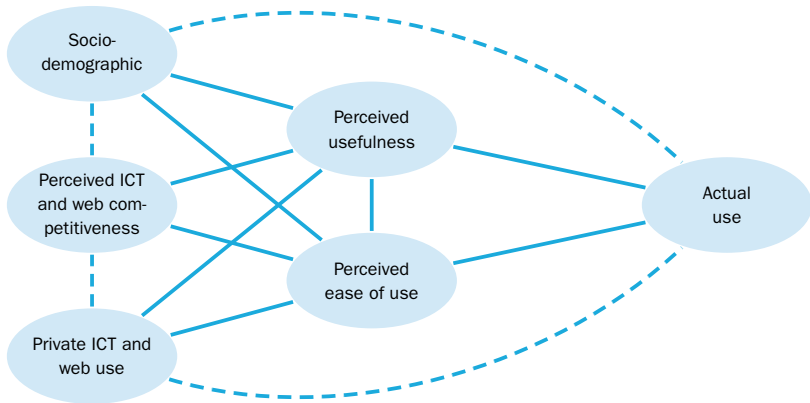 Socio-
demographic
Perceived
usefulness
Perceived ICT
and web com-
petitiveness
Actual
use
Perceived
ease of use
Private ICT and
web use